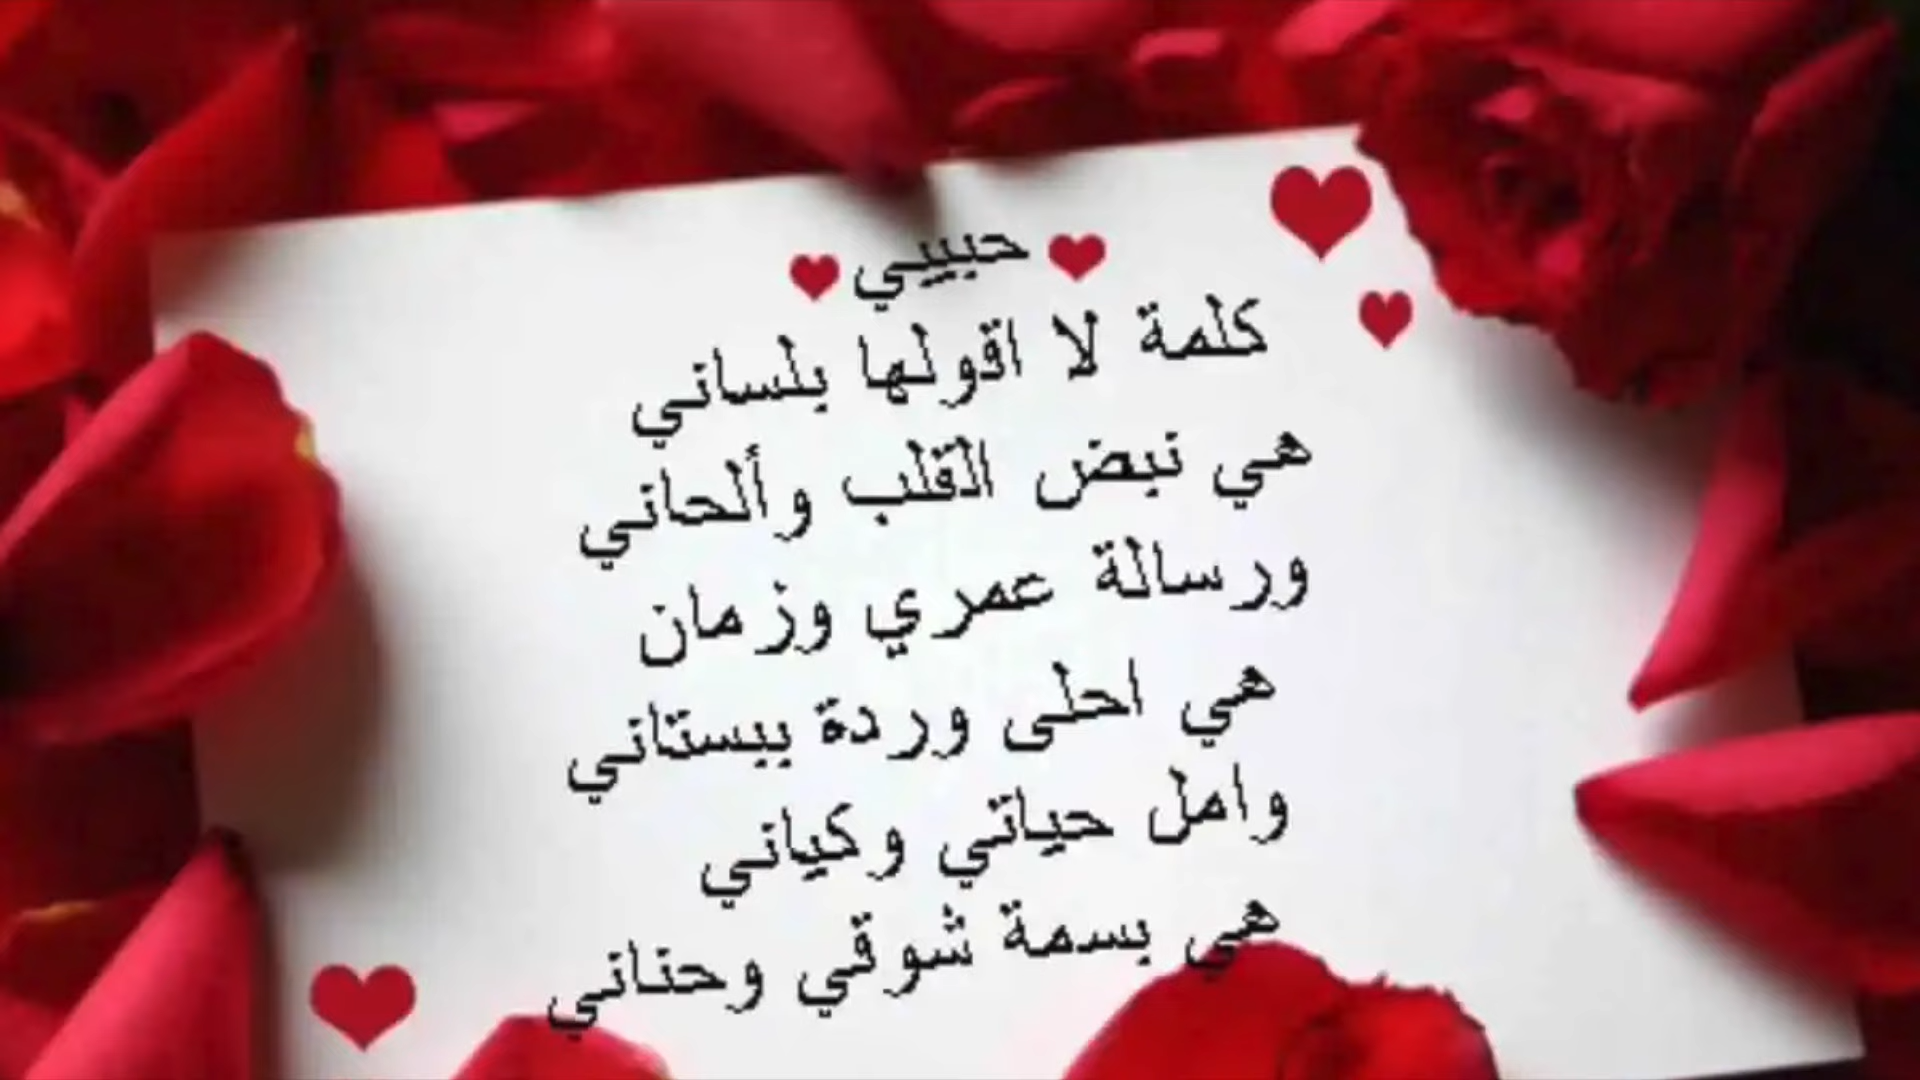 حبيبي
كلمة لا اقولها بلساني
هي نبض القلب وألحاني
ورسالة عمري وزمان
هي احلى وردة ببستاني
وامل حياتي وكياني
هي بسمة شوقي وحناني